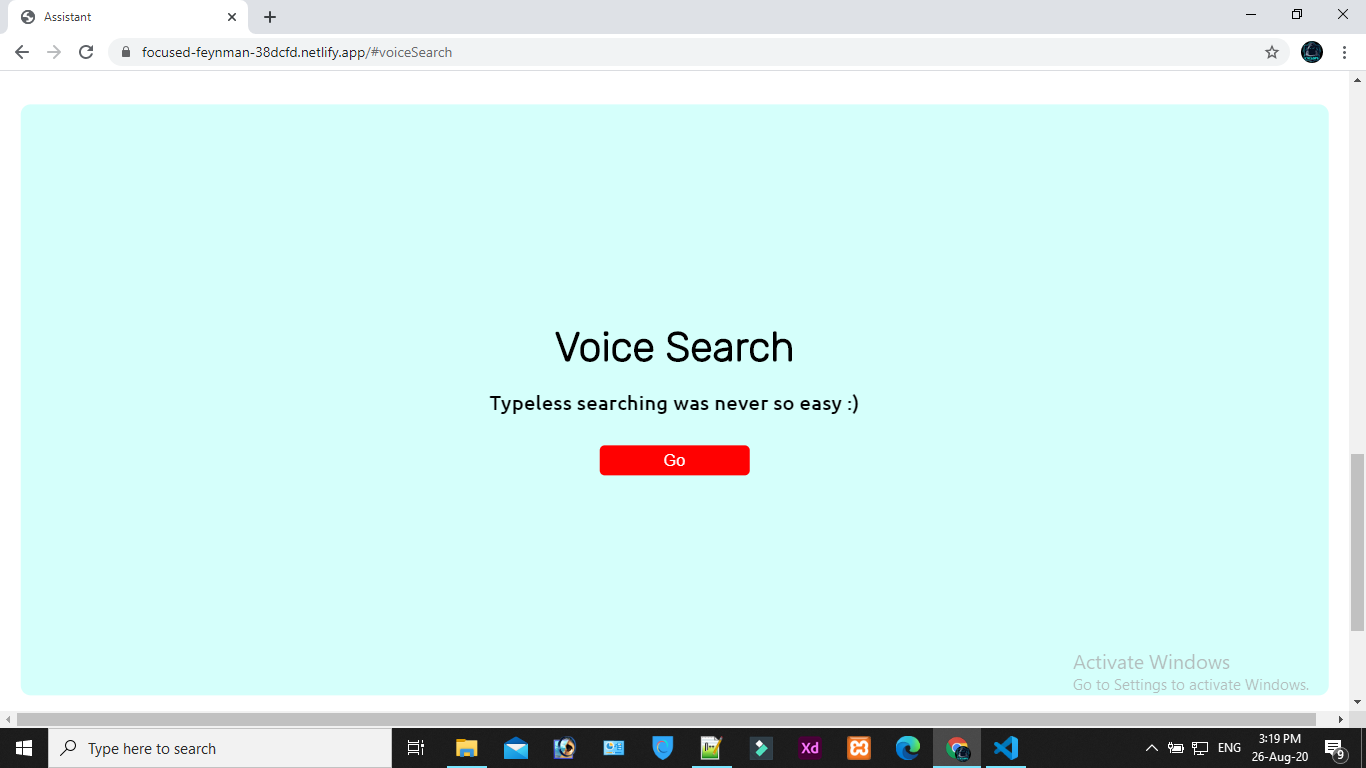 Assistant
focused-feynman-38dcfd.netlify.app/#voiceSearch
Voice Search
Typeless searching was never so easy :)
Go
Activate Windows
Go to Settings to activate Windows.
Type here to search
Xd
ENG
3:19 PM
26-Aug-20
9